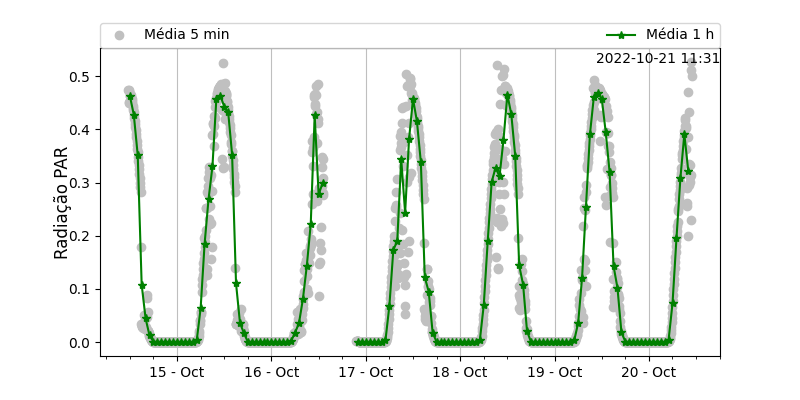 Média 5 min
Média 1 h
2022-10-21 11:31
Radiação PAR
0.5
0.4
0.3
0.2
0.1
0.0
15 - Oct
16 - Oct
17 - Oct
18 - Oct
19 - Oct
20 - Oct